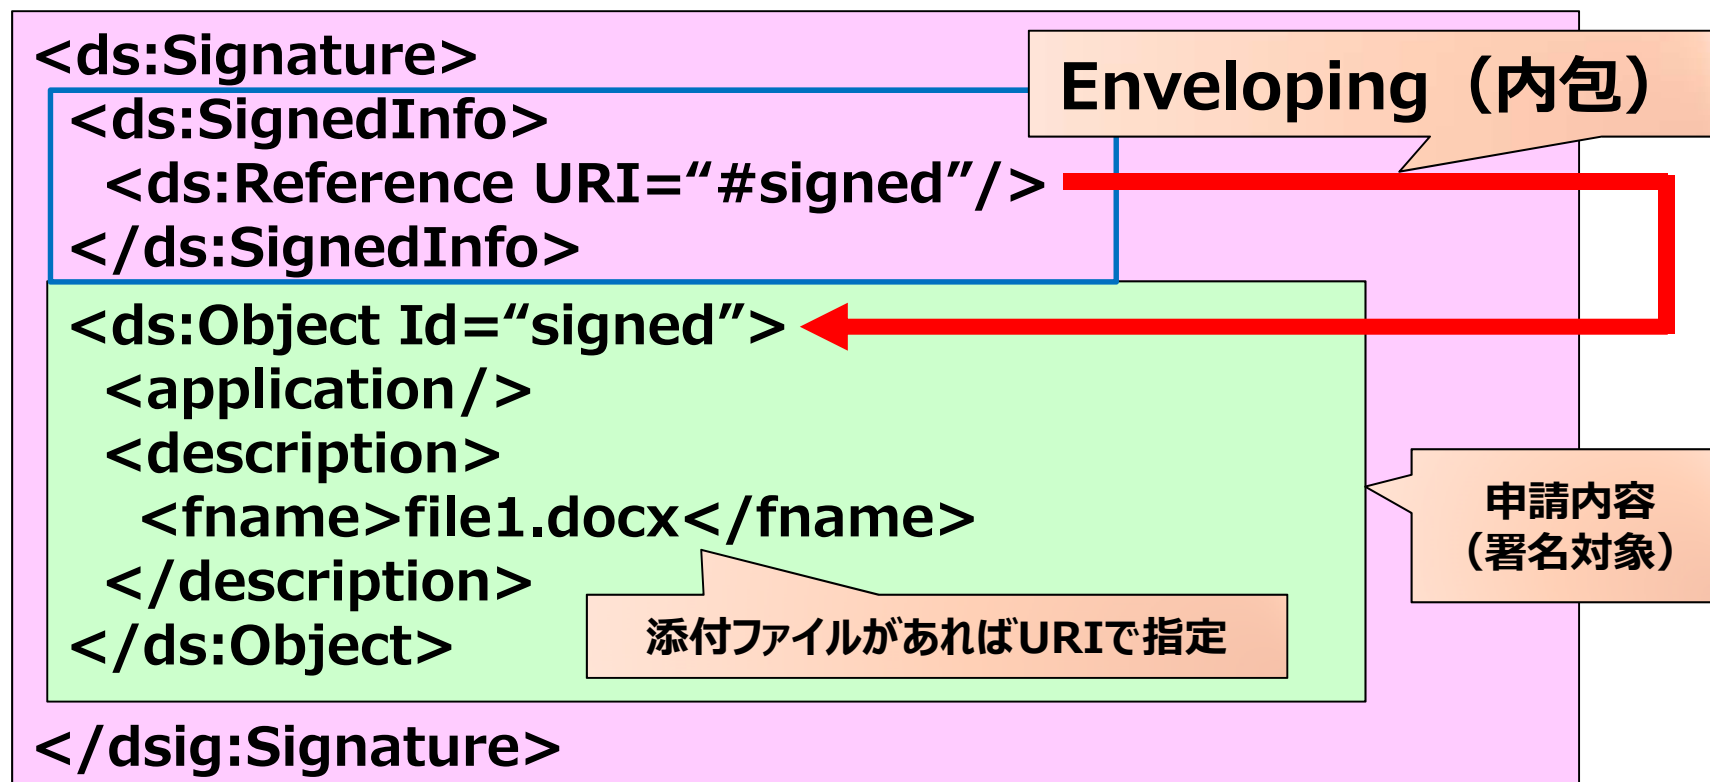 <ds:Signature>
Enveloping（内包）
<ds:SignedInfo>
<ds:Reference URI=“#signed”/>
</ds:SignedInfo>
<ds:Object Id=“signed”>
<application/>
<description>
<fname>file1.docx</fname>
申請内容
（署名対象）
</description>
添付ファイルがあればURIで指定
</ds:Object>
</dsig:Signature>